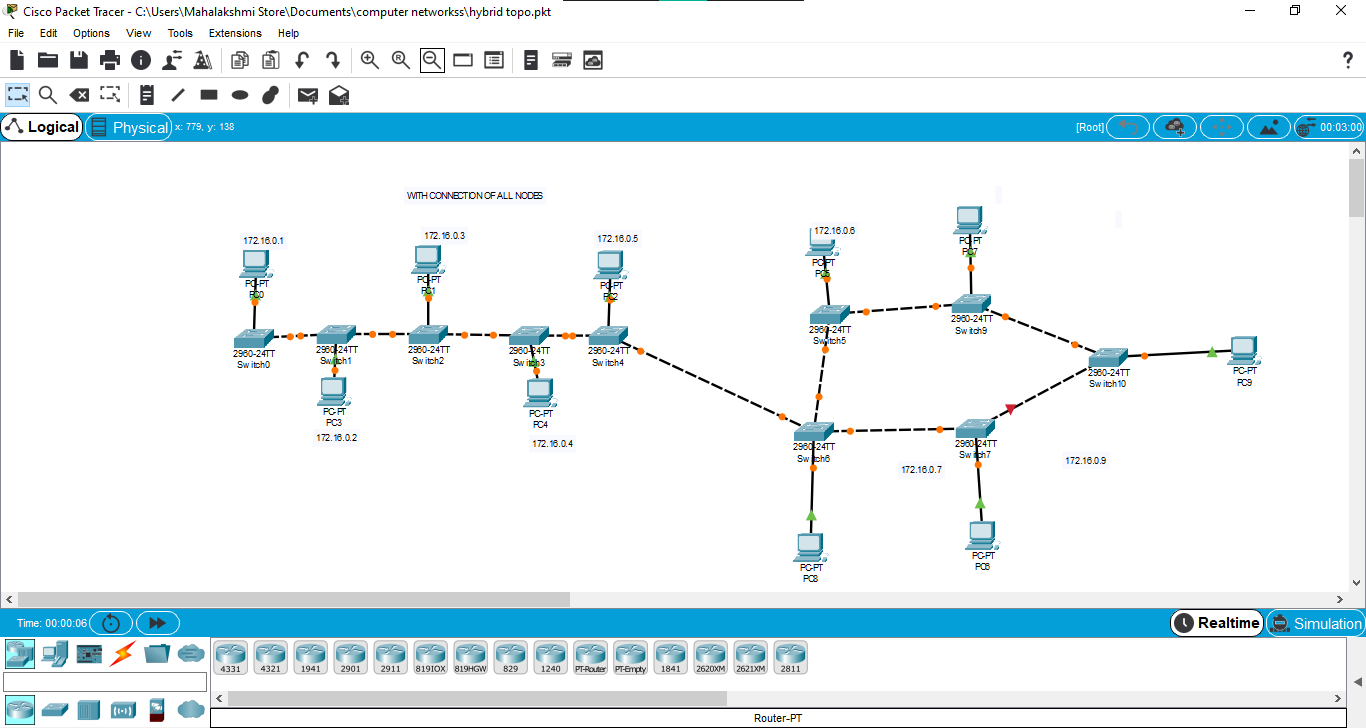 Cisco Packet Tracer - C:\Users\Mahalakshmi Store\Documents\computer networkss\hybrid topo.pkt
File Edit Options View Tools Extensions Help
Logical Physical x: 779, y: 138 [Root] 00:03:00
WITH CONNECTION OF ALL NODES
172.16.0.1
PC-PT
PC0
172.16.0.3
PC-PT
PC1
172.16.0.5
PC-PT
PC2
172.16.0.6
PC-PT
PC5
PC-PT
PC7
2960-24TT
Switch0
2960-24TT
Switch1
2960-24TT
Switch2
2960-24TT
Switch3
2960-24TT
Switch4
2960-24TT
Switch5
2960-24TT
Switch9
2960-24TT
Switch10
PC-PT
PC9
PC-PT
PC3
172.16.0.2
PC-PT
PC4
172.16.0.4
2960-24TT
Switch6
2960-24TT
Switch7
172.16.0.7
172.16.0.9
PC-PT
PC8
PC-PT
PC6
Time: 00:00:06 Realtime Simulation
4331 4321 1941 2901 2911 819IOX 819HGW 829 1240 PT-Router PT-Empty 1841 2620XM 2621XM 2811
Router-PT